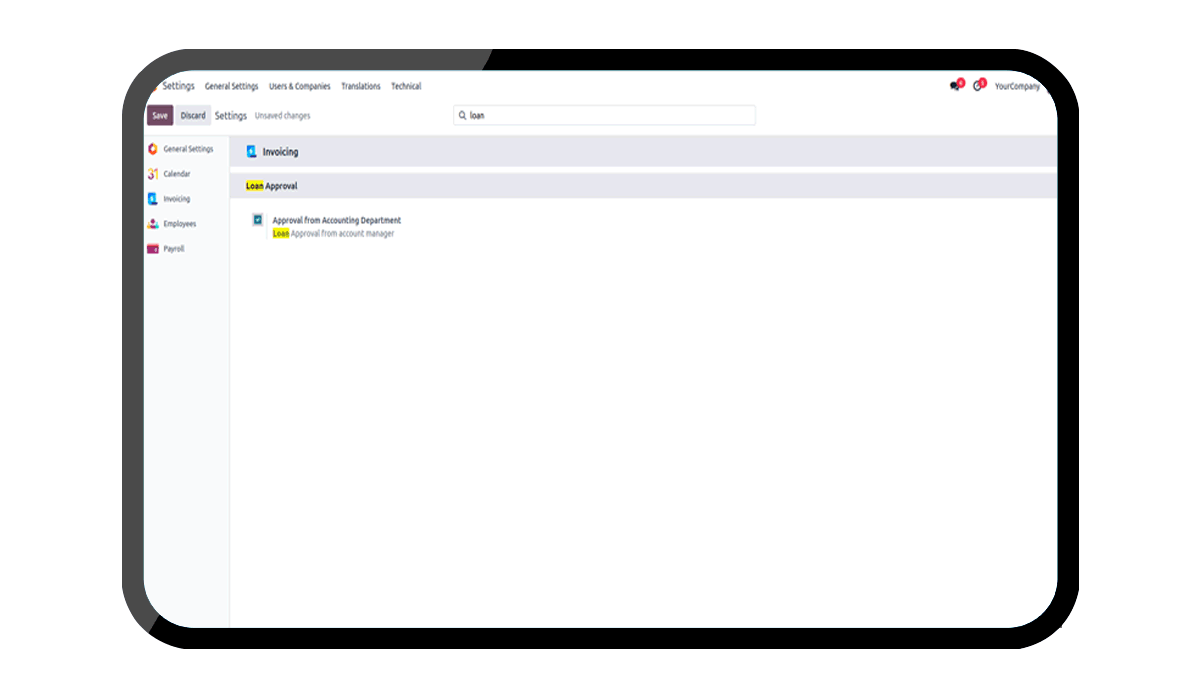 Settings General Settings Users & Companies Translations Technical YourCompany
Save Discard Settings Unsaved changes loan
General Settings
Calendar
Invoicing
Employees
Payroll
Invoicing
Loan Approval
Approval from Accounting Department
Loan Approval from account manager